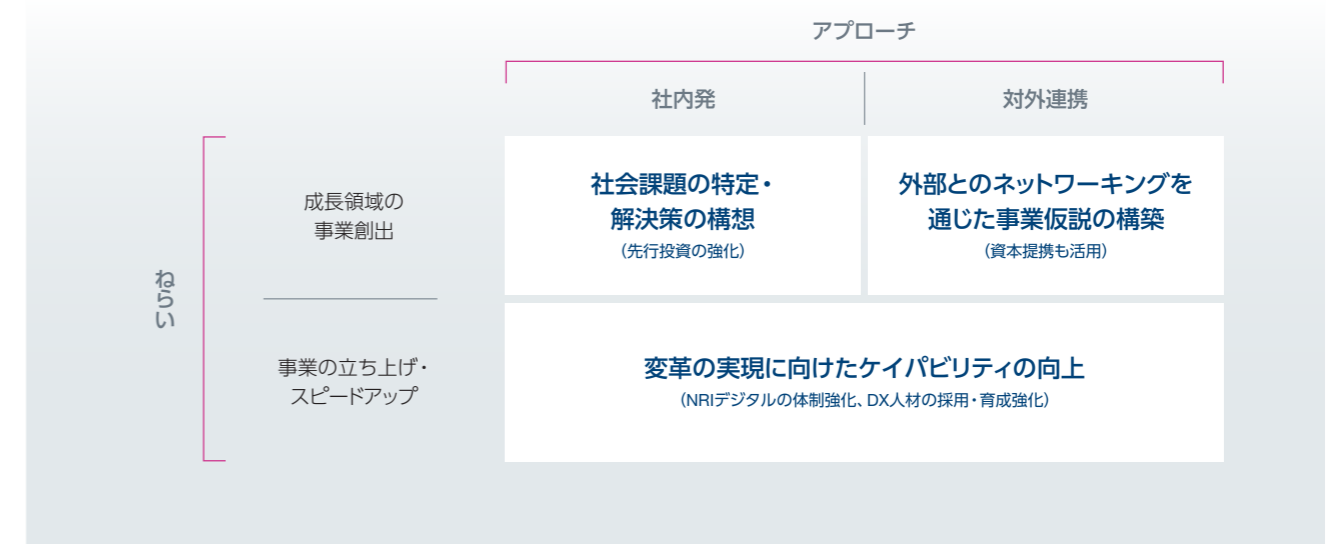 アプローチ
社内発
対外連携
ねらい
成長領域の
事業創出
社会課題の特定・
解決策の構想
（先行投資の強化）
外部とのネットワーキングを
通じた事業仮説の構築
（資本提携も活用）
事業の立ち上げ・
スピードアップ
変革の実現に向けたケイパビリティの向上
（NRIデジタルの体制強化、DX人材の採用・育成強化）